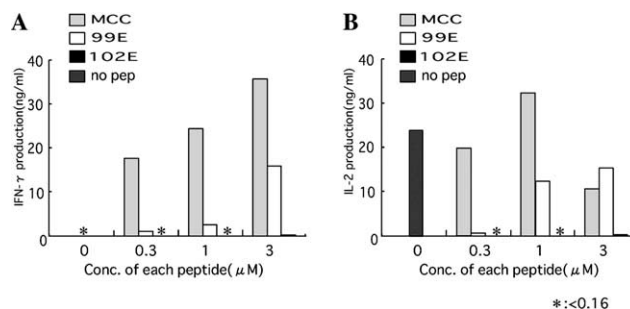 A
MCC
99E
102E
no pep
IFN-γ production(ng/ml)
40
30
20
10
0
* * *
0 0.3 1 3
Conc. of each peptide(μM)
B
MCC
99E
102E
no pep
IL-2 production(ng/ml)
40
30
20
10
0
* *
0 0.3 1 3
Conc. of each peptide(μM)
*:<0.16